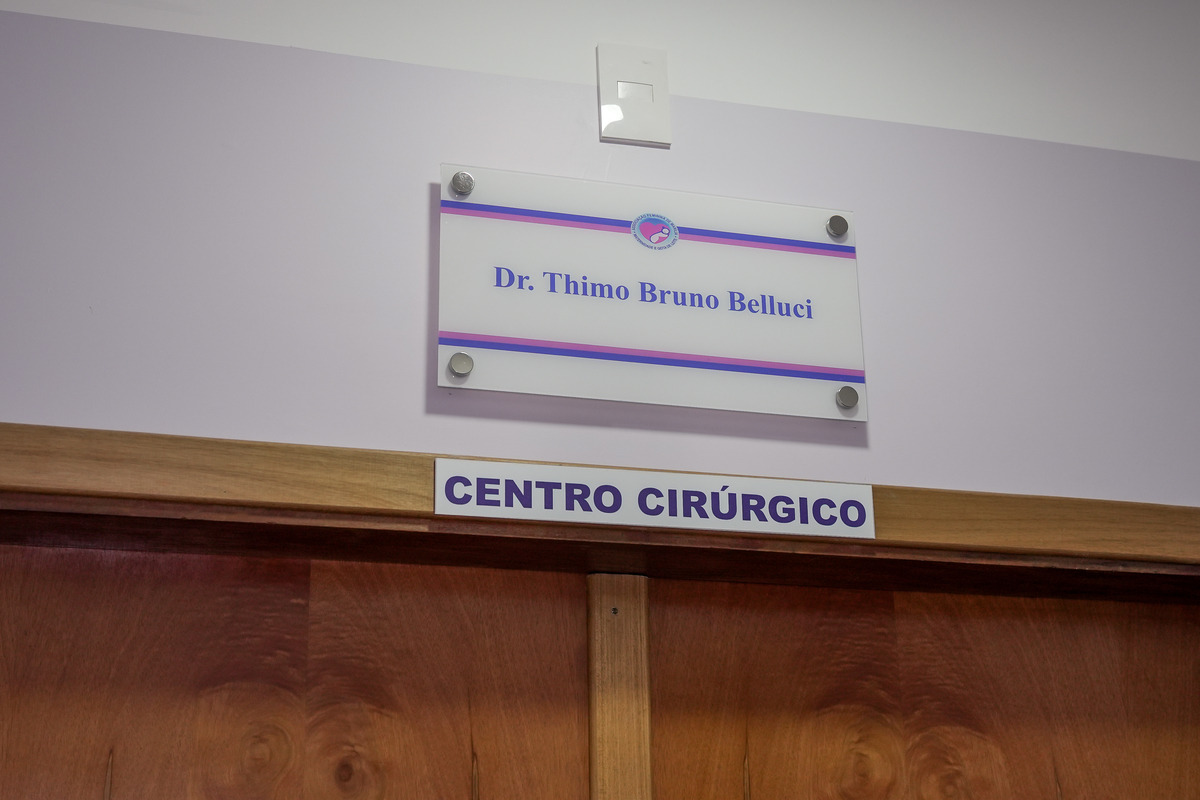 Dr. Thimo Bruno Belluci
CENTRO CIRÚRGICO